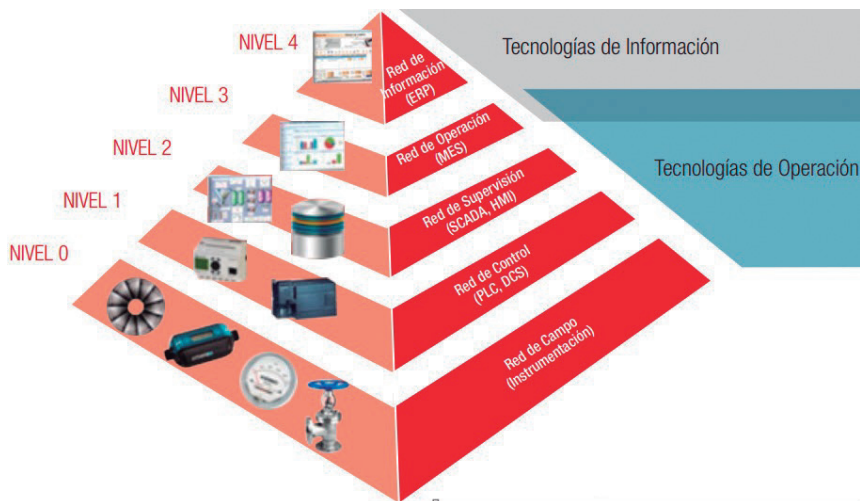 NIVEL 4
NIVEL 3
NIVEL 2
NIVEL 1
NIVEL 0
Red de
Información
(ERP)
Red de Operación
(MES)
Red de Supervisión
(SCADA, HMI)
Red de Control
(PLC, DCS)
Red de Campo
(Instrumentación)
Tecnologías de Información
Tecnologías de Operación